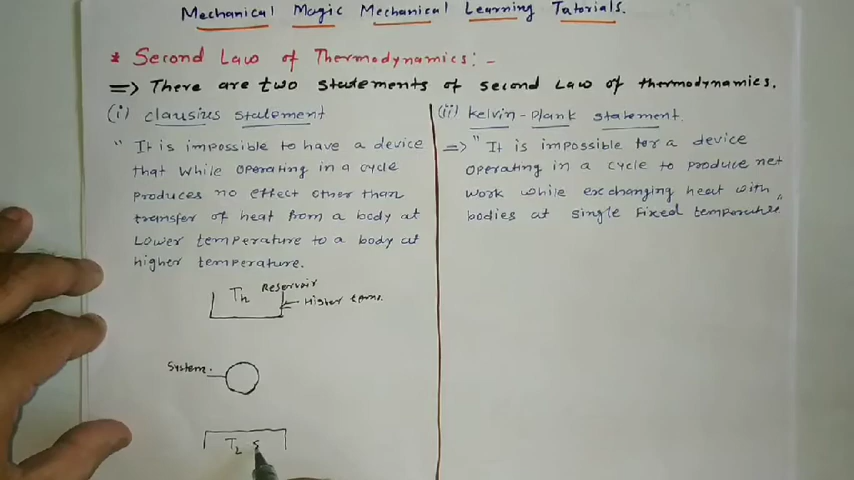 Mechanical Magic Mechanical Learning Tutorials.
* Second Law of Thermodynamics: -
=> There are two statements of second Law of thermodynamics.
(i) clausius statement
" It is impossible to have a device
that while operating in a cycle
produces no effect other than
transfer of heat from a body at
Lower temperature to a body at
higher temperature.
Th Reservoir
Higher temp.
System.
T2 S
(ii) kelvin - plank statement.
=> " It is impossible for a device
operating in a cycle to produce net
work while exchanging heat with
bodies at single fixed temperature "